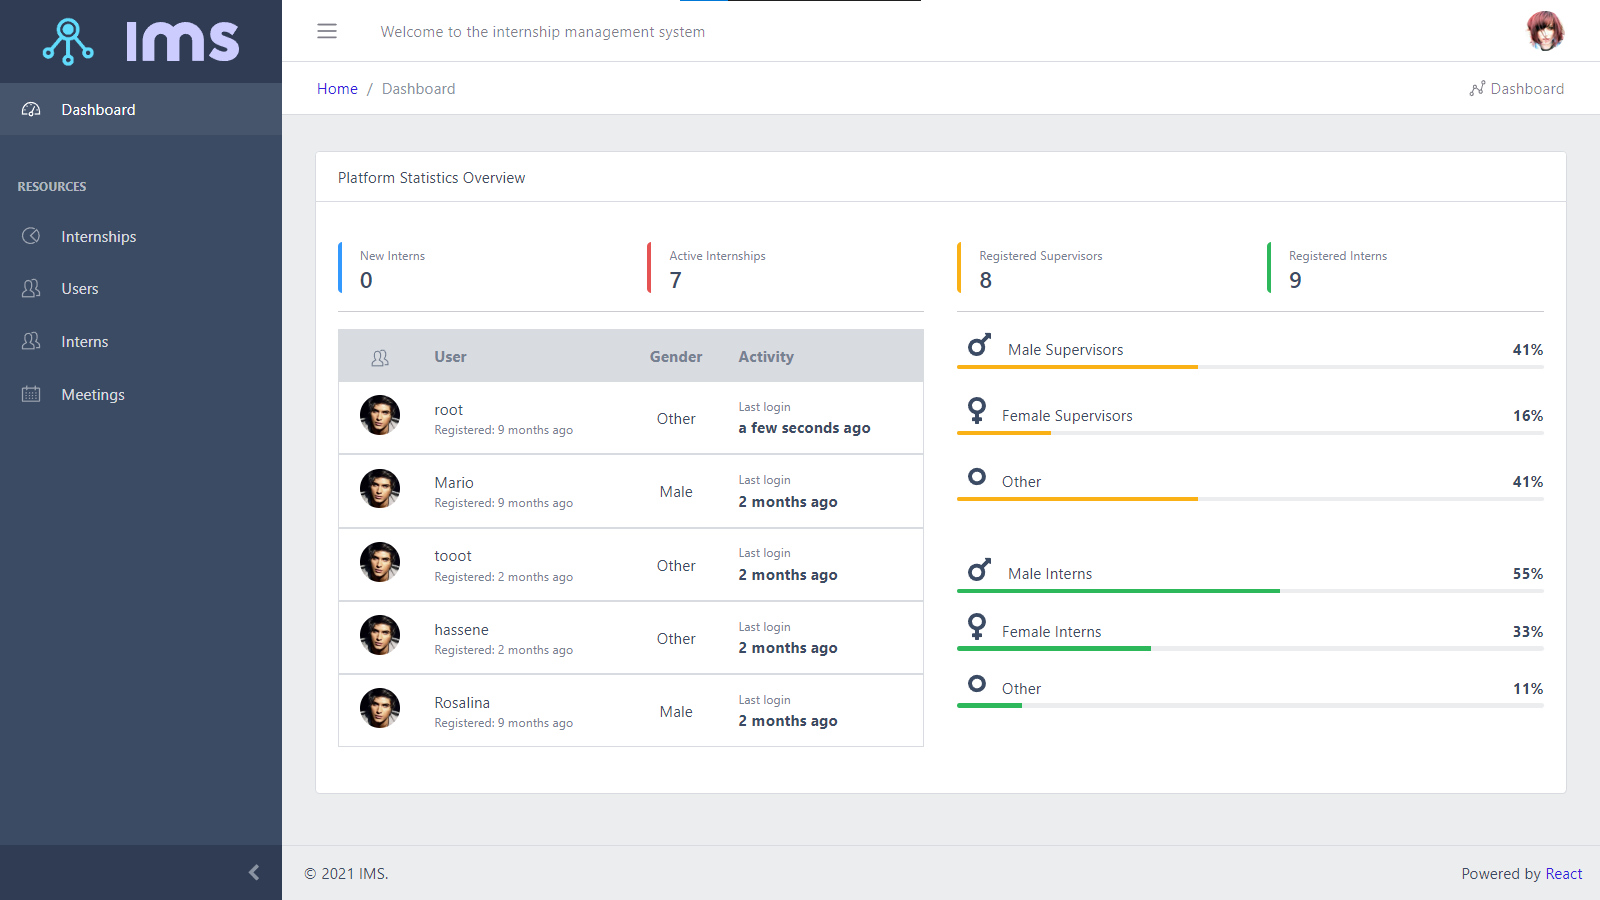 IMS
Welcome to the internship management system
Home / Dashboard
Dashboard
Dashboard
RESOURCES
Internships
Users
Interns
Meetings
Platform Statistics Overview
New Interns
0
Active Internships
7
Registered Supervisors
8
Registered Interns
9
User Gender Activity
root
Registered: 9 months ago
Other
Last login
a few seconds ago
Mario
Registered: 9 months ago
Male
Last login
2 months ago
tooot
Registered: 2 months ago
Other
Last login
2 months ago
hassene
Registered: 2 months ago
Other
Last login
2 months ago
Rosalina
Registered: 9 months ago
Male
Last login
2 months ago
Male Supervisors 41%
Female Supervisors 16%
Other 41%
Male Interns 55%
Female Interns 33%
Other 11%
© 2021 IMS.
Powered by React